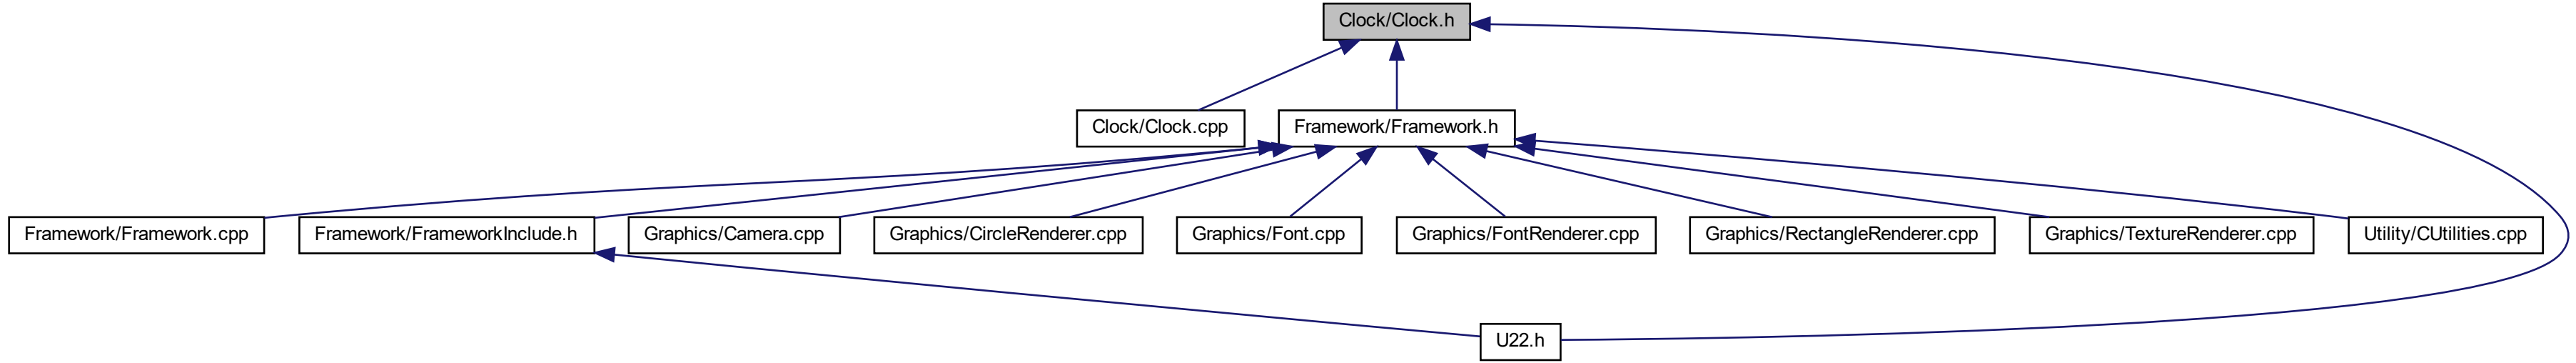 Clock/Clock.h
Clock/Clock.cpp
Framework/Framework.h
Framework/Framework.cpp
Framework/FrameworkInclude.h
Graphics/Camera.cpp
Graphics/CircleRenderer.cpp
Graphics/Font.cpp
Graphics/FontRenderer.cpp
Graphics/RectangleRenderer.cpp
Graphics/TextureRenderer.cpp
Utility/CUtilities.cpp
U22.h